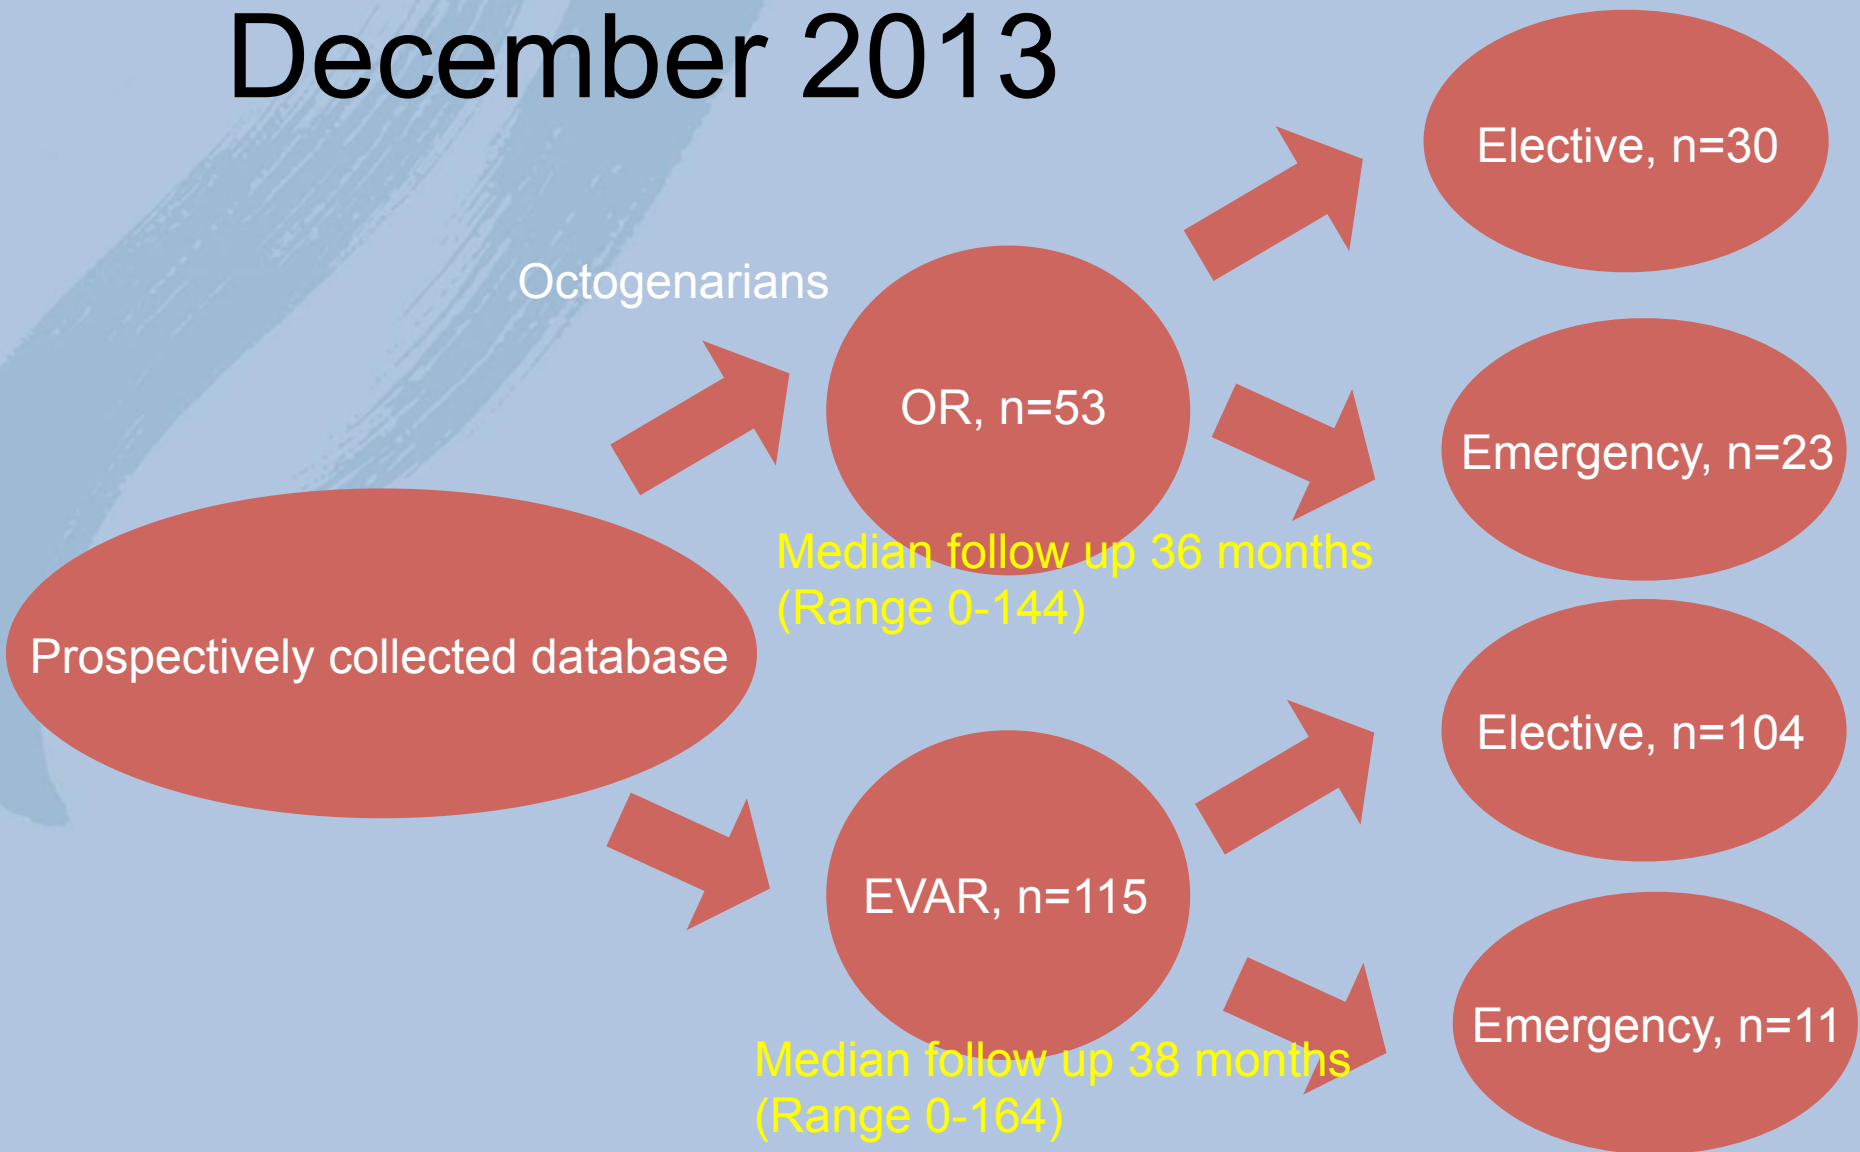 December 2013
Octogenarians
Prospectively collected database
OR, n=53
Median follow up 36 months
(Range 0-144)
Elective, n=30
Emergency, n=23
EVAR, n=115
Median follow up 38 months
(Range 0-164)
Elective, n=104
Emergency, n=11